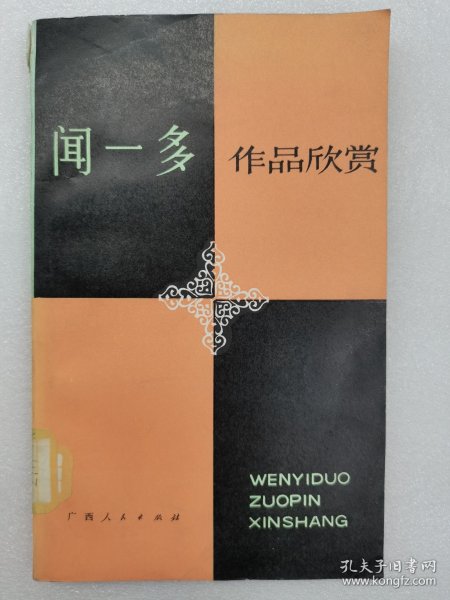 闻一多
作品欣赏
WENYIDUO
ZUOPIN
XINSHANG
广西人民出版社
孔夫子旧书网
www.kongfz.com